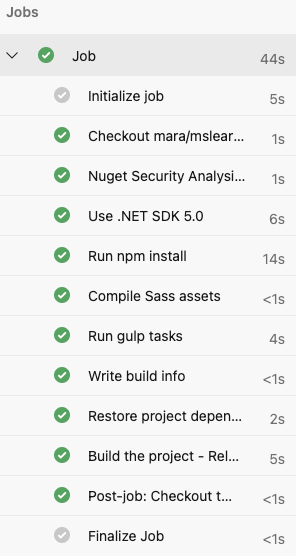 Jobs
Job 44s
Initialize job 5s
Checkout mara/mslear... 1s
Nuget Security Analysi... 1s
Use .NET SDK 5.0 6s
Run npm install 14s
Compile Sass assets <1s
Run gulp tasks 4s
Write build info <1s
Restore project depen... 2s
Build the project - Rel... 5s
Post-job: Checkout t... <1s
Finalize Job <1s